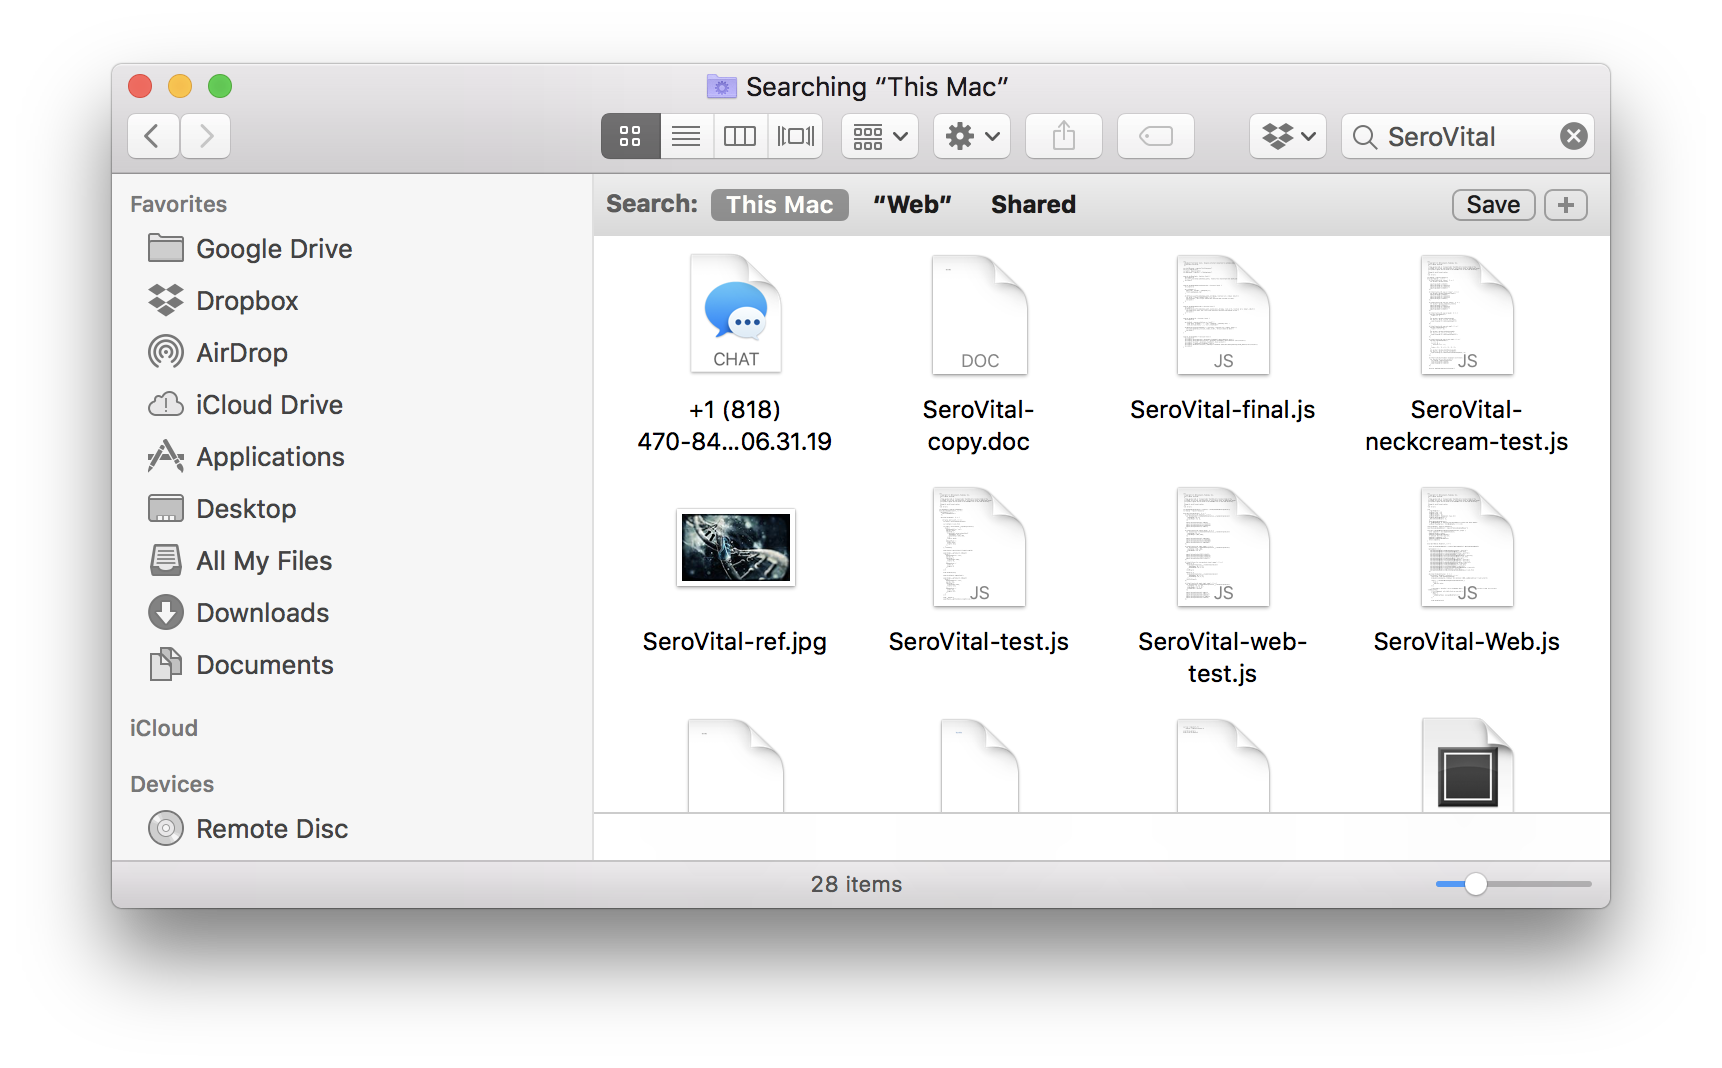 Searching “This Mac”
SeroVital
Favorites
Google Drive
Dropbox
AirDrop
iCloud Drive
Applications
Desktop
All My Files
Downloads
Documents
iCloud
Devices
Remote Disc
Search: This Mac “Web” Shared Save +
CHAT
+1 (818)
470-84...06.31.19
DOC
SeroVital-
copy.doc
JS
SeroVital-final.js
JS
SeroVital-
neckcream-test.js
SeroVital-ref.jpg
JS
SeroVital-test.js
JS
SeroVital-web-
test.js
JS
SeroVital-Web.js
28 items